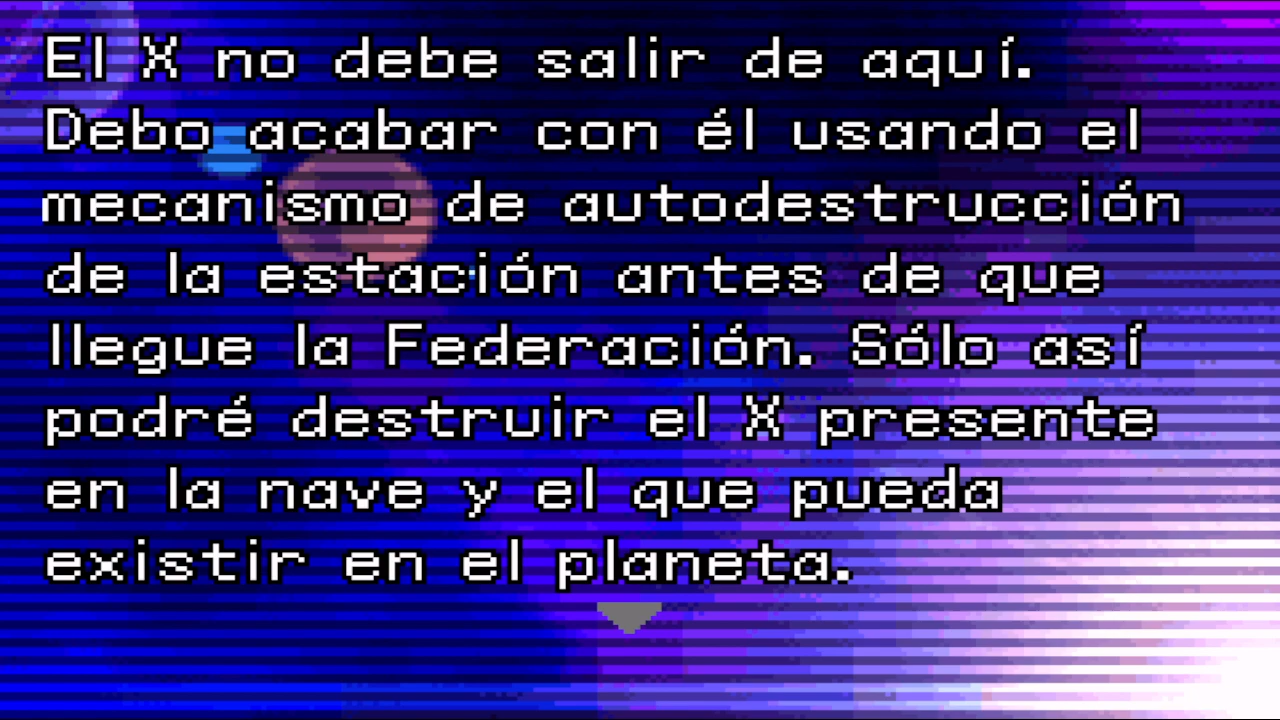 El X no debe salir de aquí.
Debo acabar con él usando el
mecanismo de autodestrucción
de la estación antes de que
llegue la Federación. Sólo así
podré destruir el X presente
en la nave y el que pueda
existir en el planeta.